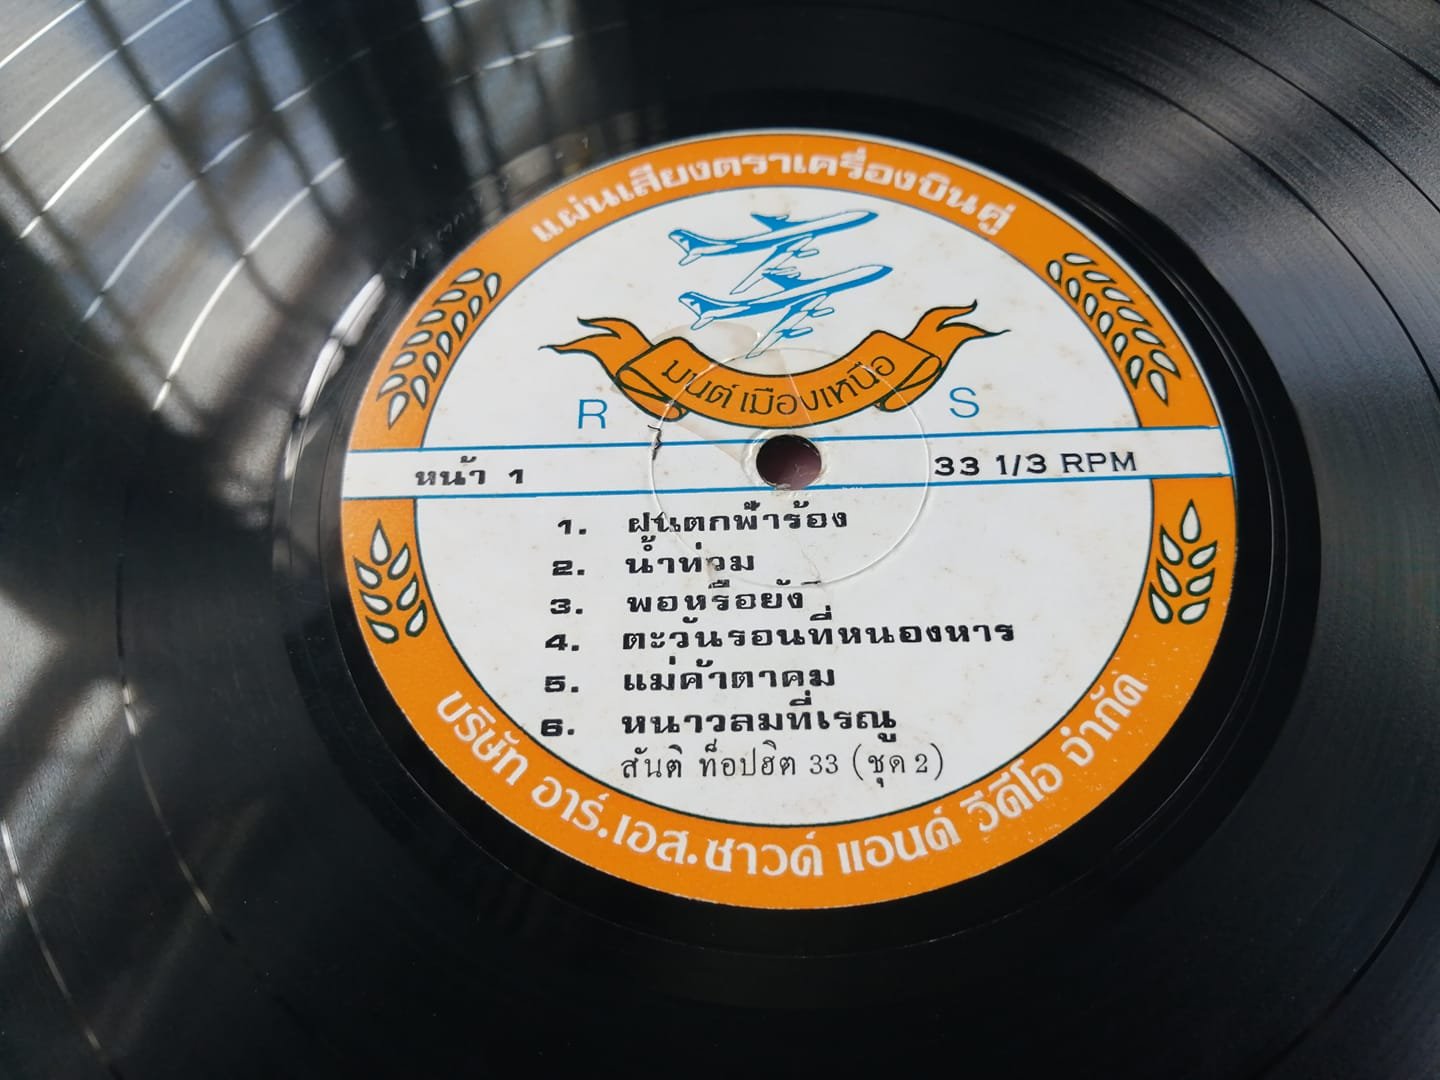 แผ่นเสียงตราเครื่องบินคู่
มนต์เมืองเหนือ
R S
หน้า 1 33 1/3 RPM
1. ฝนตกฟ้าร้อง
2. น้ำท่วม
3. พอหรือยัง
4. ตะวันรอนที่หนองหาร
5. แม่ค้าตาคม
6. หนาวลมที่เรณู
สันติ ท็อปฮิต 33 (ชุด 2)
บริษัท อาร์.เอส.ซาวด์ แอนด์ วีดีโอ จำกัด